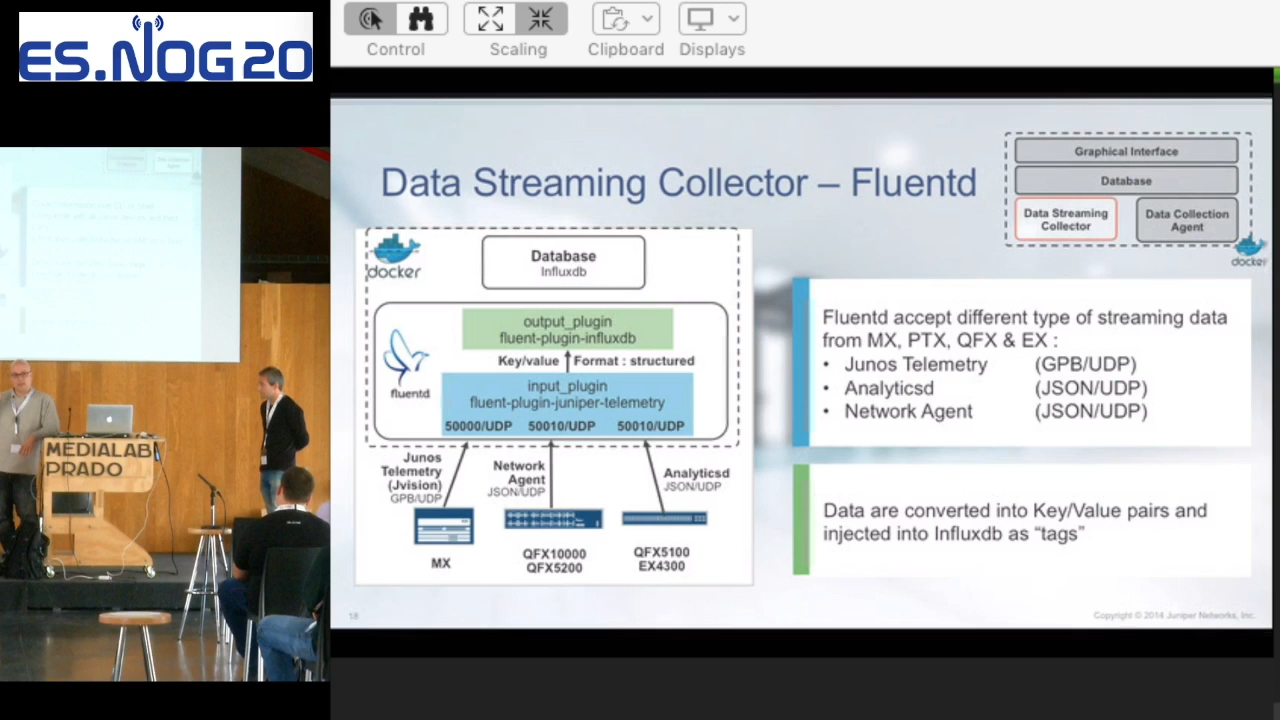 ES.NOG20
Control
Scaling
Clipboard
Displays
MEDIALAB
PRADO
Data Streaming Collector – Fluentd
Graphical Interface
Database
Data Streaming
Collector
Data Collection
Agent
docker
docker
Database
Influxdb
output_plugin
fluent-plugin-influxdb
Key/value
Format : structured
fluentd
input_plugin
fluent-plugin-juniper-telemetry
50000/UDP 50010/UDP 50010/UDP
Junos
Telemetry
(Jvision)
GPB/UDP
Network
Agent
JSON/UDP
Analyticsd
JSON/UDP
MX
QFX10000
QFX5200
QFX5100
EX4300
Fluentd accept different type of streaming data
from MX, PTX, QFX & EX :
• Junos Telemetry (GPB/UDP)
• Analyticsd (JSON/UDP)
• Network Agent (JSON/UDP)
Data are converted into Key/Value pairs and
injected into Influxdb as “tags”
18
Copyright © 2014 Juniper Networks, Inc.